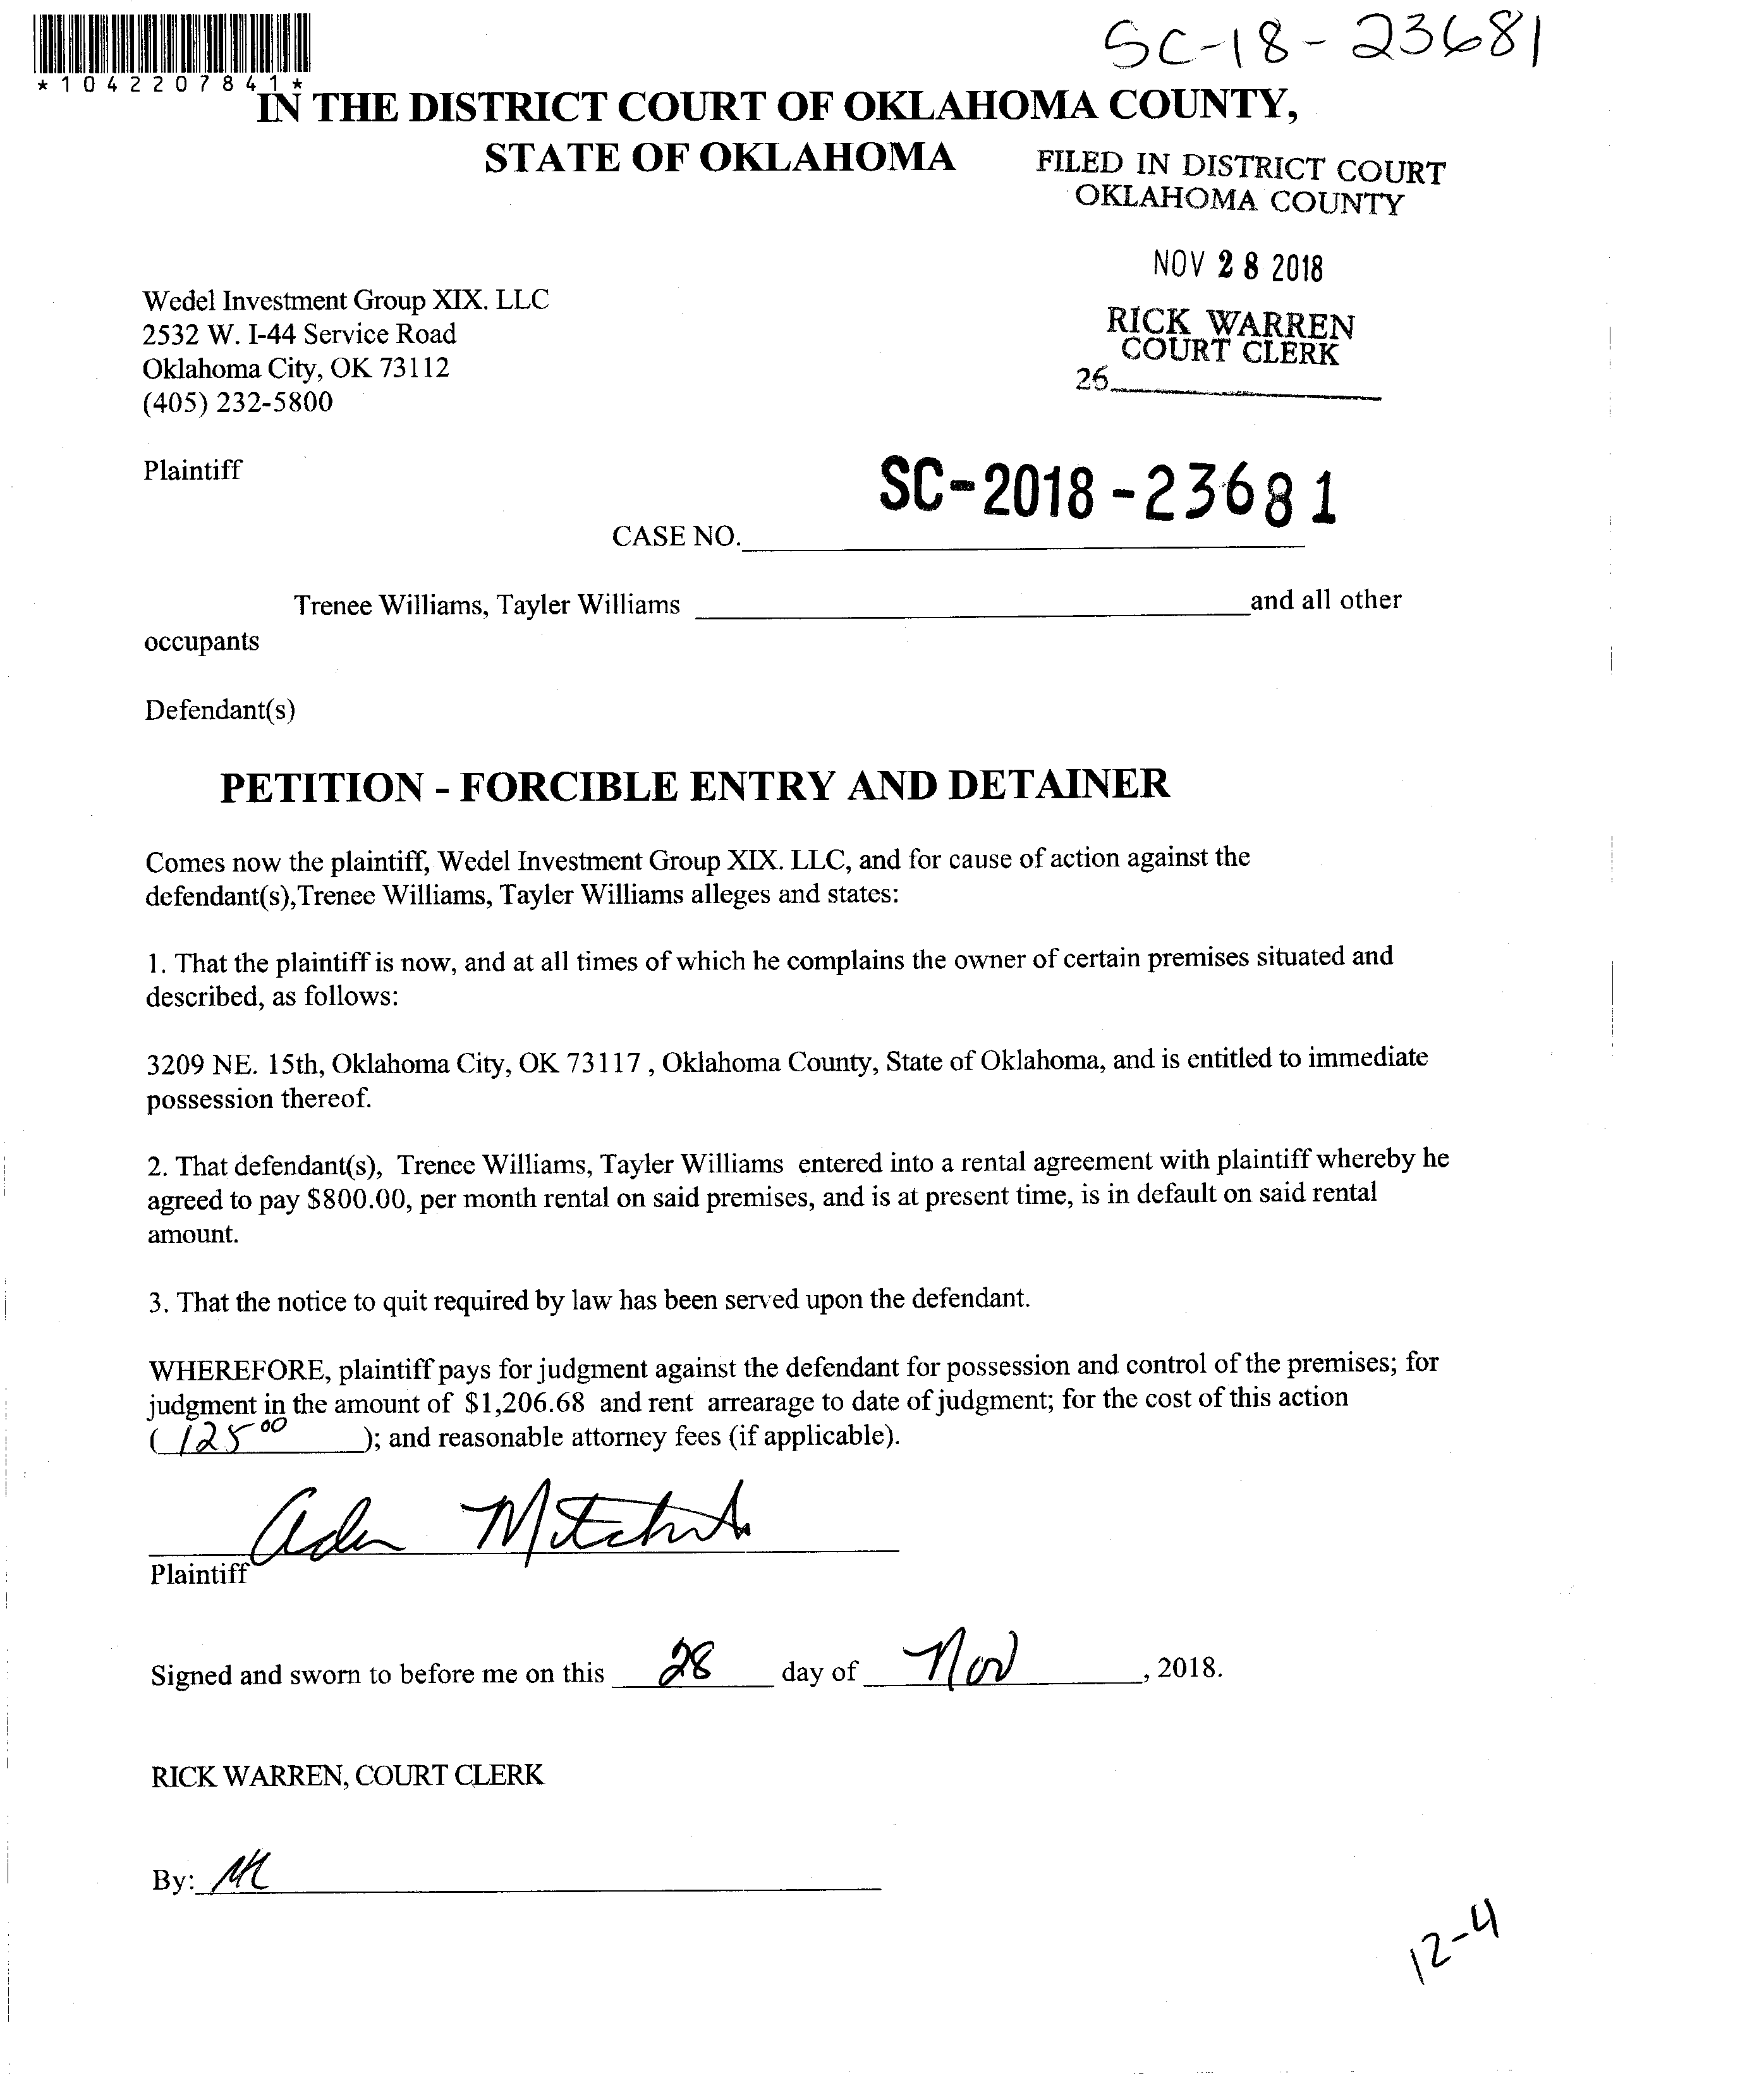 SC-18-23681
*1042207841*
IN THE DISTRICT COURT OF OKLAHOMA COUNTY,
STATE OF OKLAHOMA
FILED IN DISTRICT COURT
OKLAHOMA COUNTY
NOV 28 2018
RICK WARREN
COURT CLERK
26
Wedel Investment Group XIX. LLC
2532 W. I-44 Service Road
Oklahoma City, OK 73112
(405) 232-5800
Plaintiff
SC-2018-23681
CASE NO.
Trenee Williams, Tayler Williams and all other
occupants
Defendant(s)
PETITION - FORCIBLE ENTRY AND DETAINER
Comes now the plaintiff, Wedel Investment Group XIX. LLC, and for cause of action against the
defendant(s),Trenee Williams, Tayler Williams alleges and states:
1. That the plaintiff is now, and at all times of which he complains the owner of certain premises situated and
described, as follows:
3209 NE. 15th, Oklahoma City, OK 73117 , Oklahoma County, State of Oklahoma, and is entitled to immediate
possession thereof.
2. That defendant(s), Trenee Williams, Tayler Williams entered into a rental agreement with plaintiff whereby he
agreed to pay $800.00, per month rental on said premises, and is at present time, is in default on said rental
amount.
3. That the notice to quit required by law has been served upon the defendant.
WHEREFORE, plaintiff pays for judgment against the defendant for possession and control of the premises; for
judgment in the amount of $1,206.68 and rent arrearage to date of judgment; for the cost of this action
( 125 00 ); and reasonable attorney fees (if applicable).
Plaintiff
Signed and sworn to before me on this 28 day of Nov , 2018.
RICK WARREN, COURT CLERK
By:
12-4